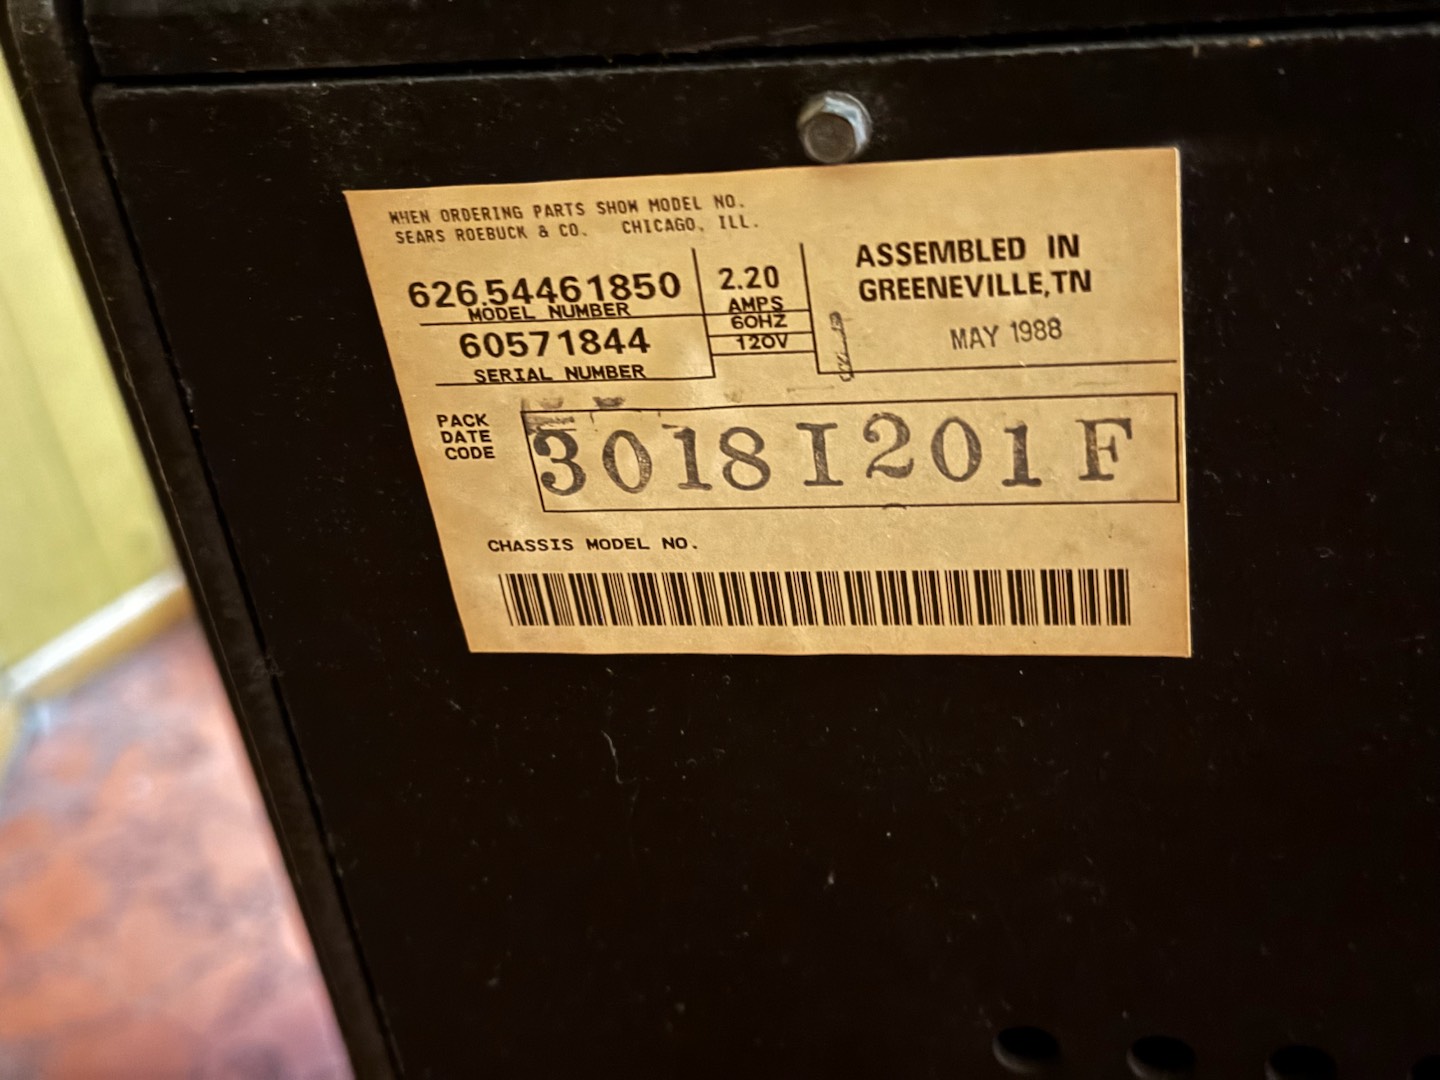 WHEN ORDERING PARTS SHOW MODEL NO.
SEARS ROEBUCK & CO. CHICAGO, ILL.
626.54461850
MODEL NUMBER
60571844
SERIAL NUMBER
2.20
AMPS
60HZ
120V
ASSEMBLED IN
GREENEVILLE,TN
MAY 1988
PACK
DATE
CODE
3018I201F
CHASSIS MODEL NO.